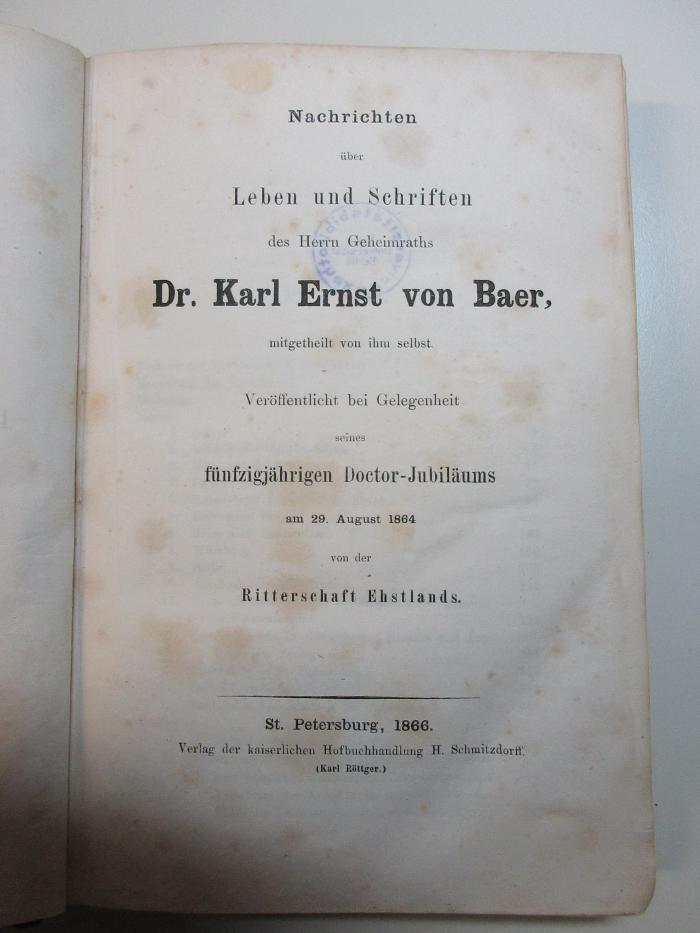 Nachrichten
über
Leben und Schriften
des Herrn Geheimraths
Dr. Karl Ernst von Baer,
mitgetheilt von ihm selbst.
Veröffentlicht bei Gelegenheit
seines
fünfzigjährigen Doctor-Jubiläums
am 29. August 1864
von der
Ritterschaft Ehstlands.
St. Petersburg, 1866.
Verlag der kaiserlichen Hofbuchhandlung H. Schmitzdorff.
(Karl Röttger.)